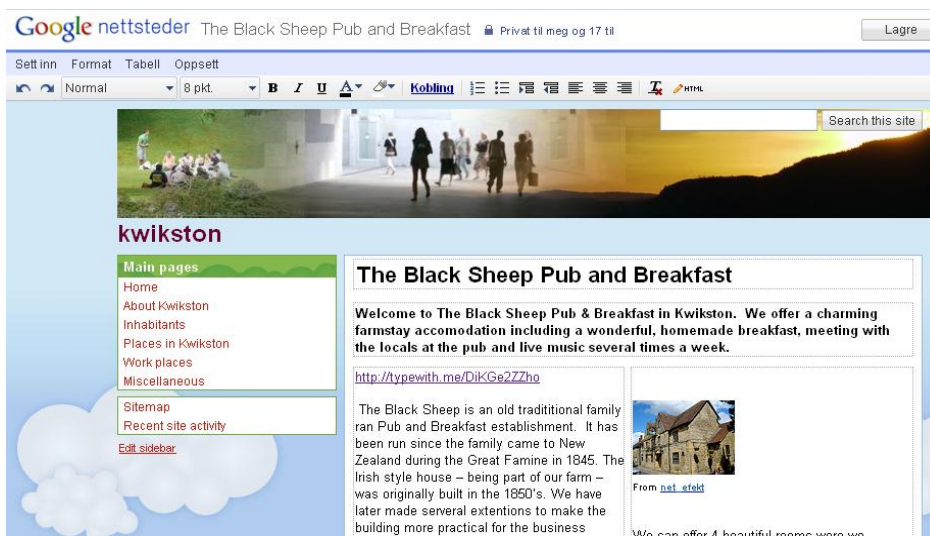 Google nettsteder The Black Sheep Pub and Breakfast Privat til meg og 17 til Lagre
Sett inn Format Tabell Oppsett
Normal 8 pkt. B I U A Kobling HTML
Search this site
kwikston
Main pages
Home
About Kwikston
Inhabitants
Places in Kwikston
Work places
Miscellaneous
Sitemap
Recent site activity
Edit sidebar
The Black Sheep Pub and Breakfast
Welcome to The Black Sheep Pub & Breakfast in Kwikston. We offer a charming
farmstay accomodation including a wonderful, homemade breakfast, meeting with
the locals at the pub and live music several times a week.
http://typewith.me/DiKGe2ZZho
The Black Sheep is an old tradititional family
ran Pub and Breakfast establishment. It has
been run since the family came to New
Zealand during the Great Famine in 1845. The
Irish style house – being part of our farm –
was originally built in the 1850's. We have
later made serveral extentions to make the
building more practical for the business
From net_efekt
We can offer 4 beautiful rooms were we